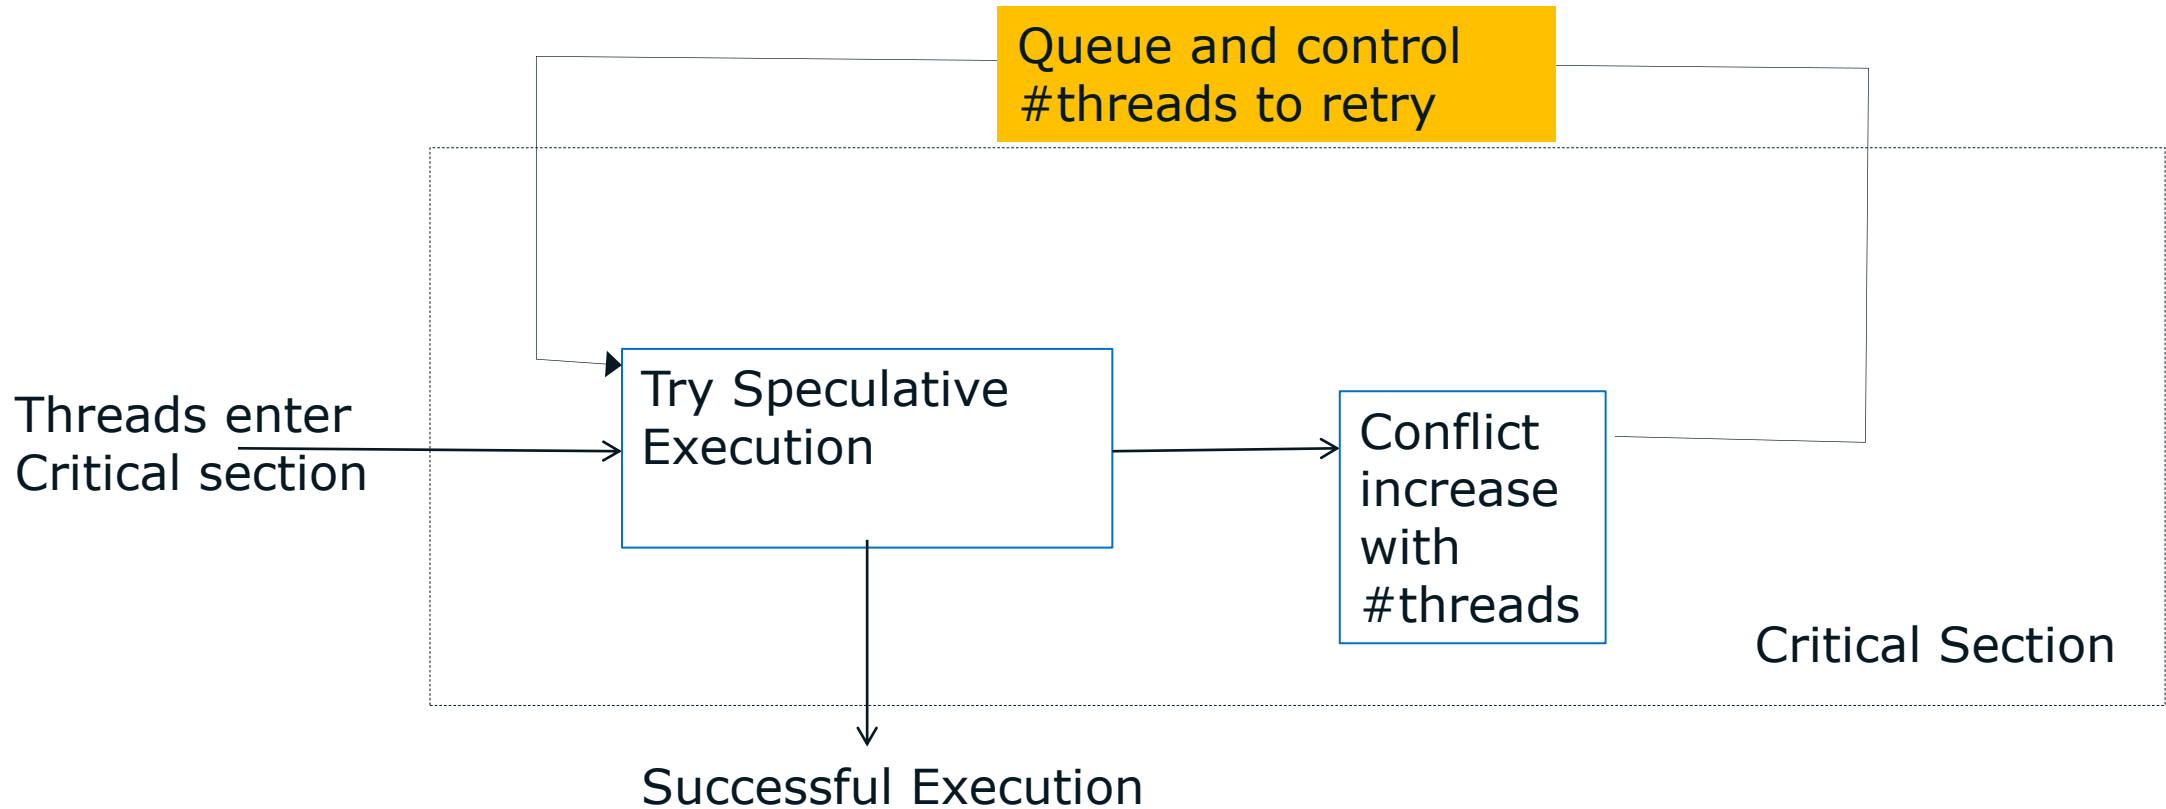 Queue and control
#threads to retry
Threads enter
Critical section
Try Speculative
Execution
Conflict
increase
with
#threads
Critical Section
Successful Execution